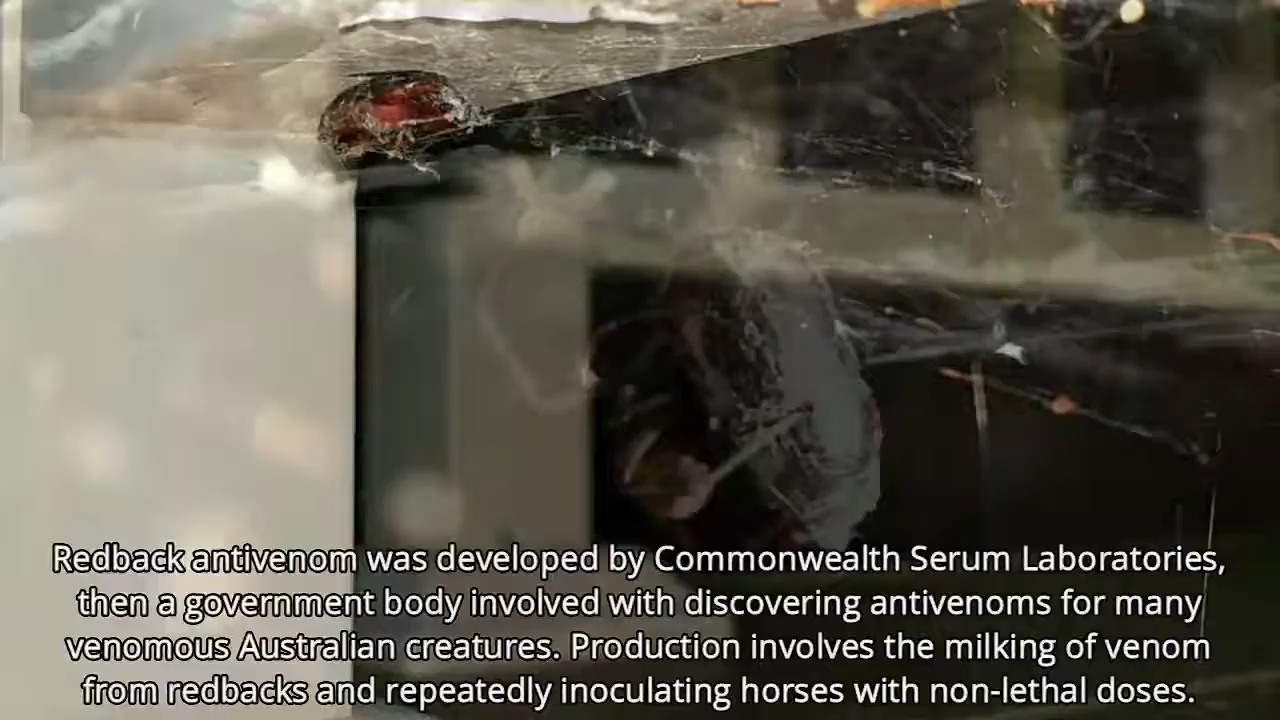 Redback antivenom was developed by Commonwealth Serum Laboratories,
then a government body involved with discovering antivenoms for many
venomous Australian creatures. Production involves the milking of venom
from redbacks and repeatedly inoculating horses with non-lethal doses.